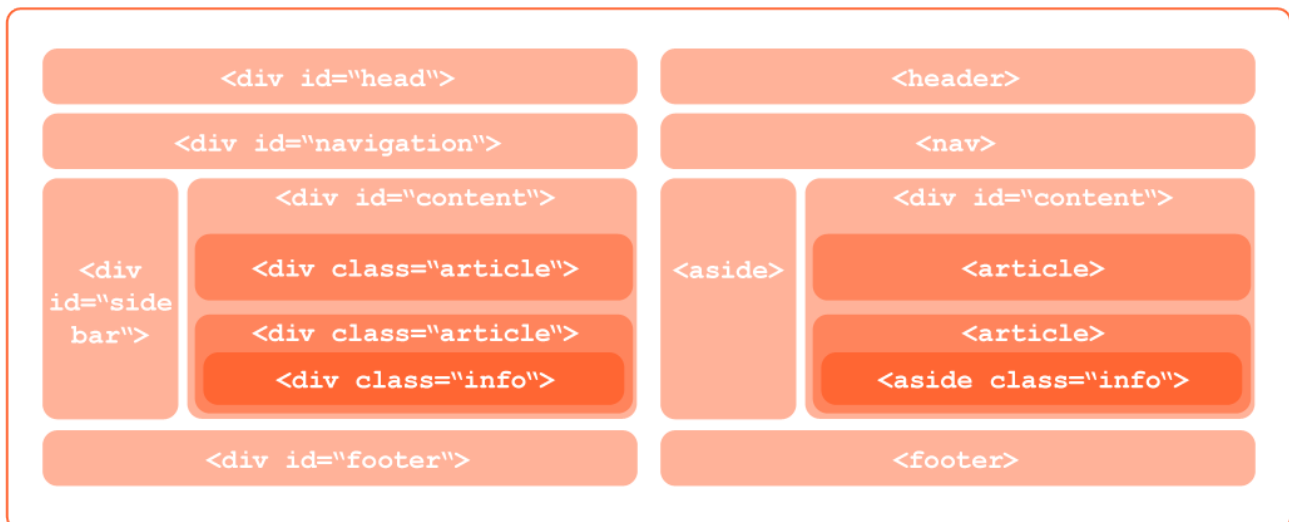 <div id=“head“>
<div id=“navigation“>
<div id=“content“>
<div
id=“side
bar“>
<div class=“article“>
<div class=“article“>
<div class=“info“>
<div id=“footer“>
<header>
<nav>
<div id=“content“>
<aside>
<article>
<article>
<aside class=“info“>
<footer>